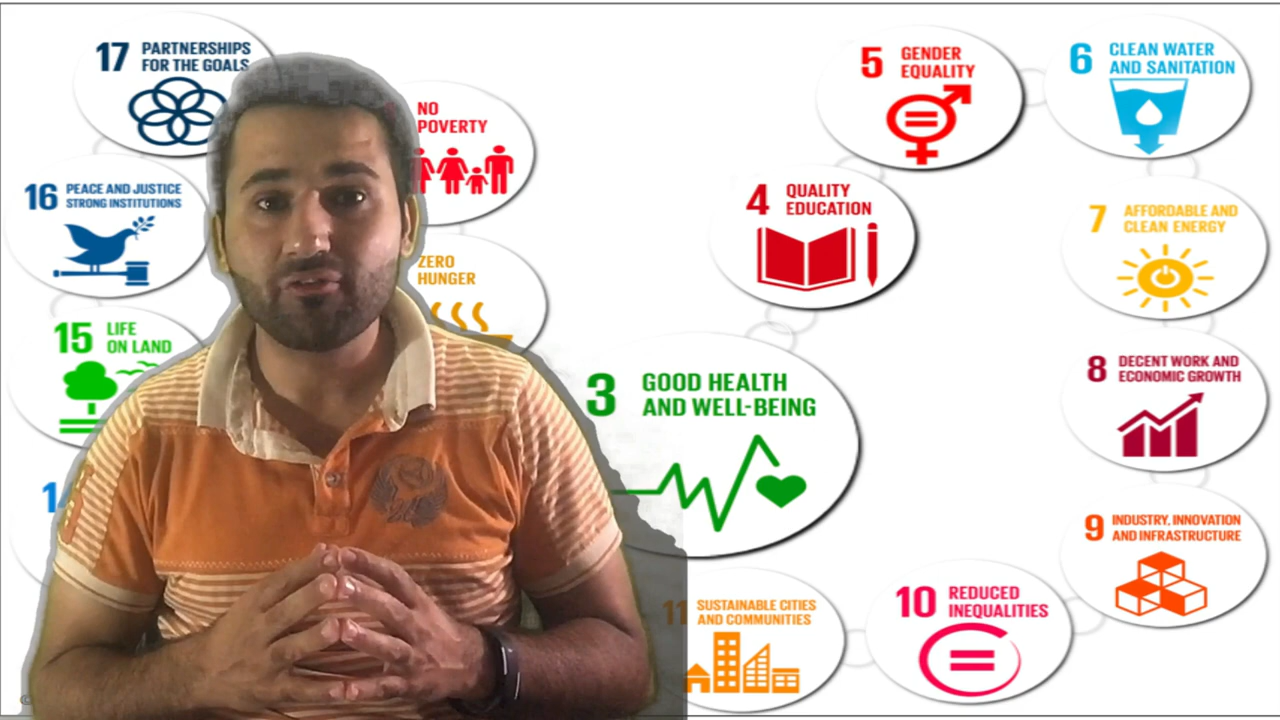 17 PARTNERSHIPS
FOR THE GOALS
NO
POVERTY
5 GENDER
EQUALITY
6 CLEAN WATER
AND SANITATION
16 PEACE AND JUSTICE
STRONG INSTITUTIONS
ZERO
HUNGER
4 QUALITY
EDUCATION
7 AFFORDABLE AND
CLEAN ENERGY
15 LIFE
ON LAND
3 GOOD HEALTH
AND WELL-BEING
8 DECENT WORK AND
ECONOMIC GROWTH
9 INDUSTRY, INNOVATION
AND INFRASTRUCTURE
11 SUSTAINABLE CITIES
AND COMMUNITIES
10 REDUCED
INEQUALITIES